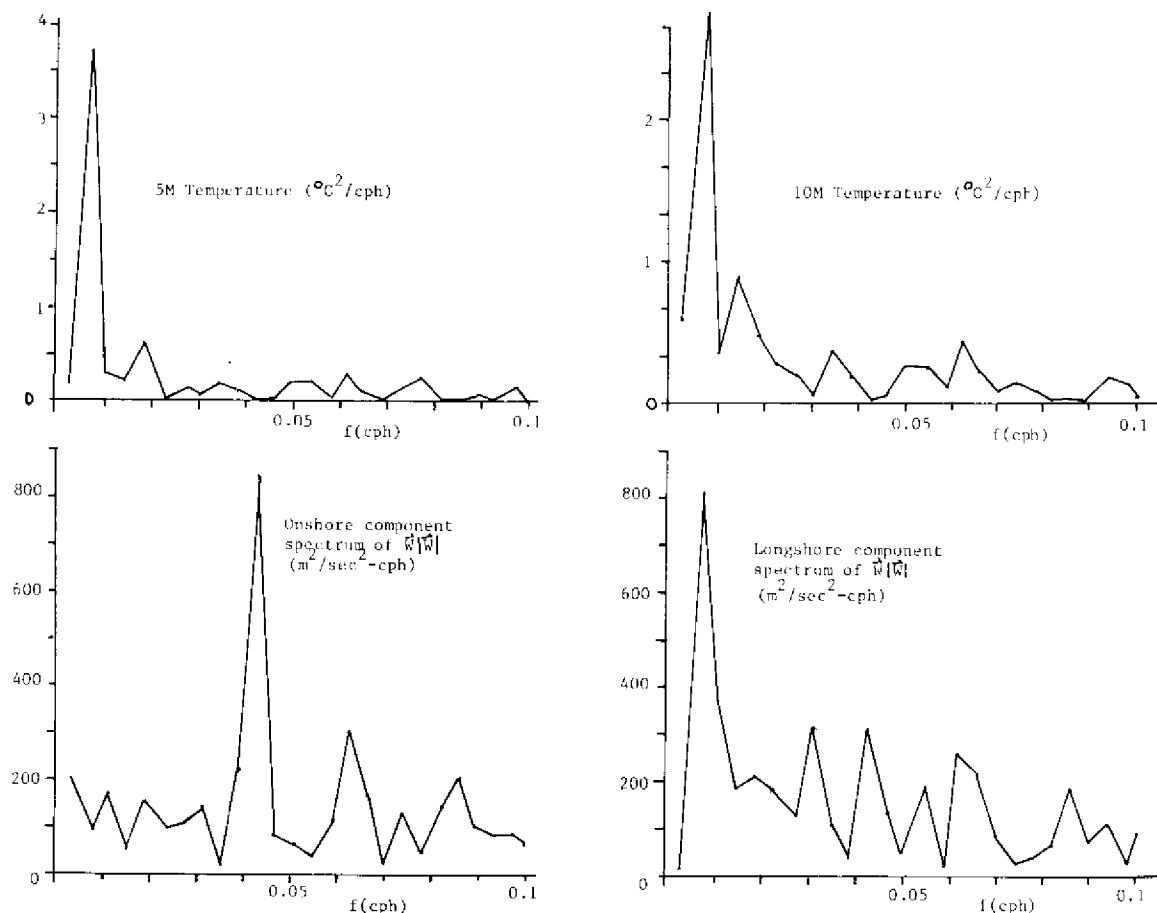 4
3
2
1
0
5M Temperature (°C²/cph)
0.05
0.1
f(cph)
2
1
0
10M Temperature (°C²/cph)
0.05
0.1
f(cph)
800
600
400
200
0
Onshore component
spectrum of W⃗|W⃗|
(m²/sec²-cph)
0.05
0.1
f(cph)
800
600
400
200
0
Longshore component
spectrum of W⃗|W⃗|
(m²/sec²-cph)
0.05
0.1
f(cph)